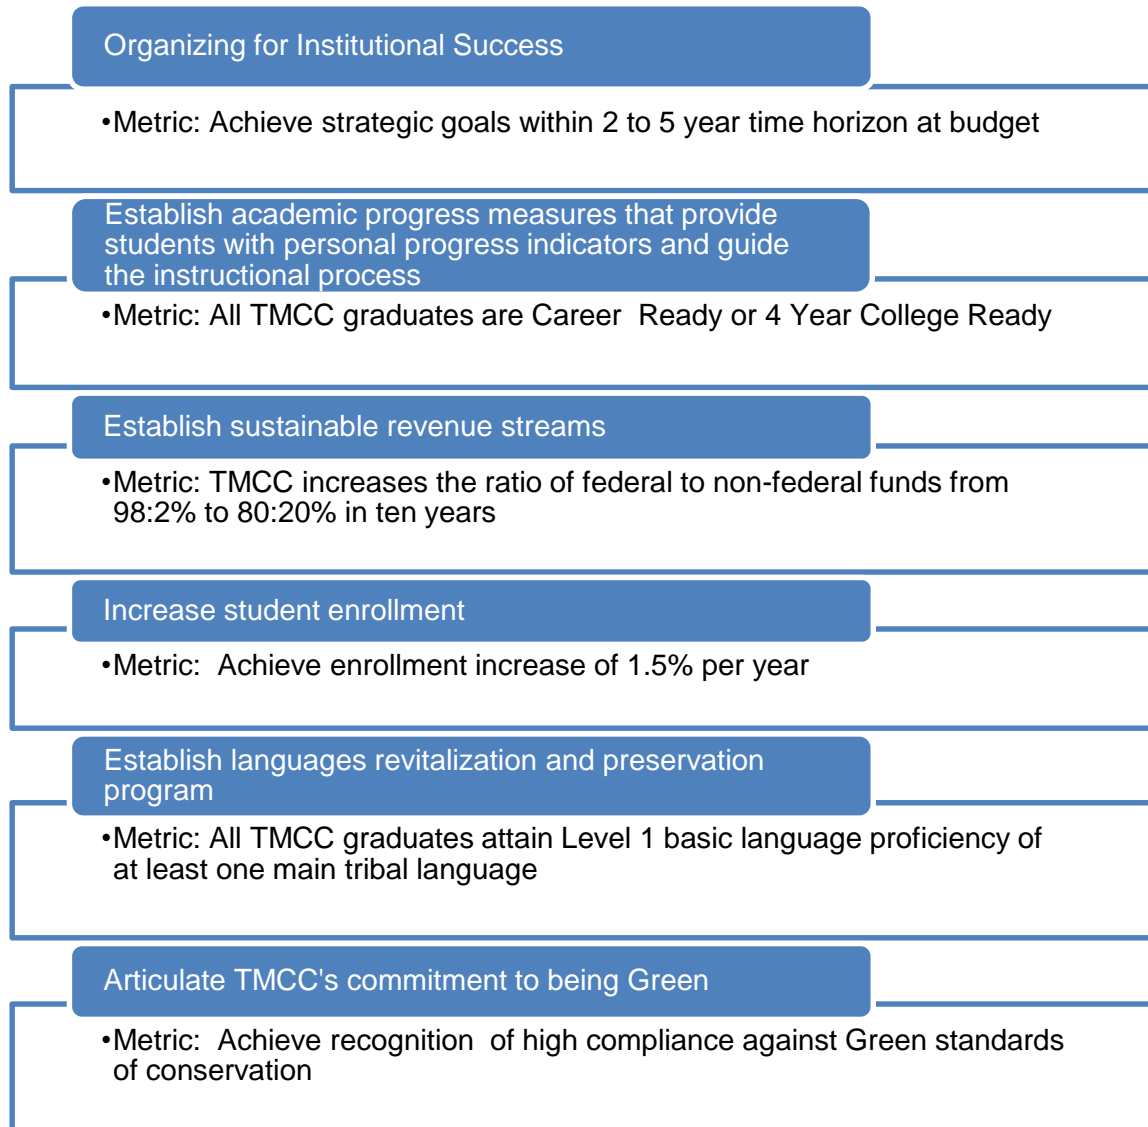 Organizing for Institutional Success
•Metric: Achieve strategic goals within 2 to 5 year time horizon at budget
Establish academic progress measures that provide
students with personal progress indicators and guide
the instructional process
•Metric: All TMCC graduates are Career  Ready or 4 Year College Ready
Establish sustainable revenue streams
•Metric: TMCC increases the ratio of federal to non-federal funds from
98:2% to 80:20% in ten years
Increase student enrollment
•Metric:  Achieve enrollment increase of 1.5% per year
Establish languages revitalization and preservation
program
•Metric: All TMCC graduates attain Level 1 basic language proficiency of
at least one main tribal language
Articulate TMCC's commitment to being Green
•Metric:  Achieve recognition  of high compliance against Green standards
of conservation